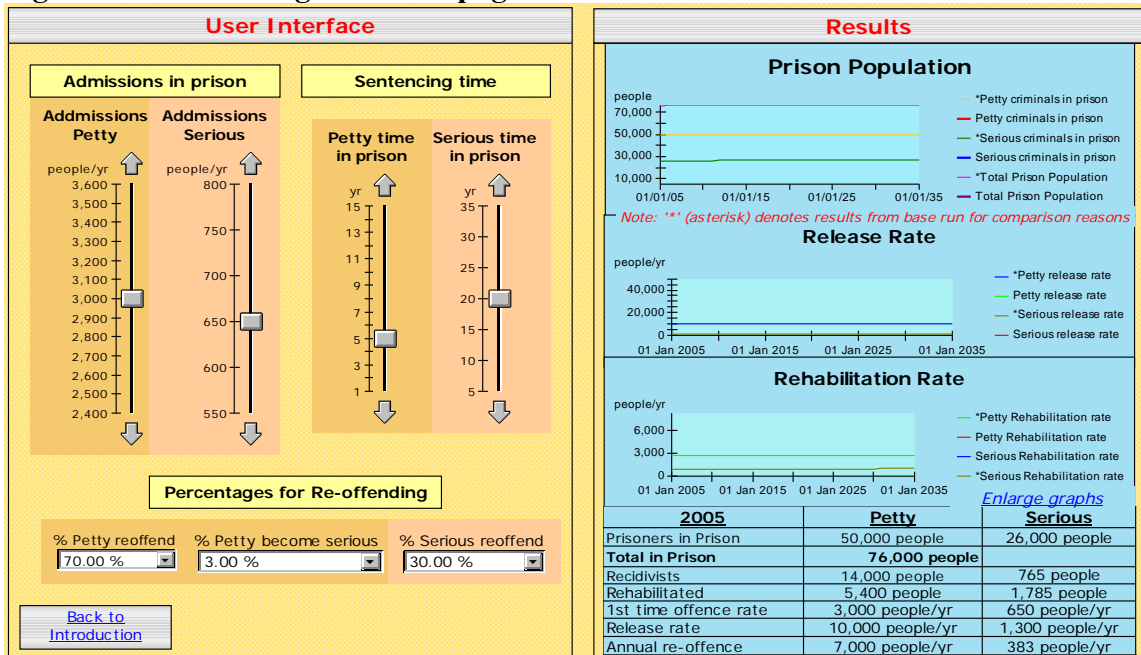 User Interface
Admissions in prison
Sentencing time
Addmissions Petty
Addmissions Serious
people/yr
3,600
3,500
3,400
3,300
3,200
3,100
3,000
2,900
2,800
2,700
2,600
2,500
2,400
people/yr
800
750
700
650
600
550
Petty time in prison
yr
15
13
11
9
7
5
3
1
Serious time in prison
yr
35
30
25
20
15
10
5
Percentages for Re-offending
% Petty reoffend
70.00 %
% Petty become serious
3.00 %
% Serious reoffend
30.00 %
Back to
Introduction
Results
Prison Population
people
70,000
50,000
30,000
10,000
01/01/05 01/01/15 01/01/25 01/01/35
*Petty criminals in prison
Petty criminals in prison
*Serious criminals in prison
Serious criminals in prison
*Total Prison Population
Total Prison Population
Note: '*' (asterisk) denotes results from base run for comparison reasons
Release Rate
people/yr
40,000
20,000
0
01 Jan 2005 01 Jan 2015 01 Jan 2025 01 Jan 2035
*Petty release rate
Petty release rate
*Serious release rate
Serious release rate
Rehabilitation Rate
people/yr
6,000
3,000
0
01 Jan 2005 01 Jan 2015 01 Jan 2025 01 Jan 2035
*Petty Rehabilitation rate
Petty Rehabilitation rate
Serious Rehabilitation rate
*Serious Rehabilitation rate
Enlarge graphs
2005 Petty Serious
Prisoners in Prison 50,000 people 26,000 people
Total in Prison 76,000 people
Recidivists 14,000 people 765 people
Rehabilitated 5,400 people 1,785 people
1st time offence rate 3,000 people/yr 650 people/yr
Release rate 10,000 people/yr 1,300 people/yr
Annual re-offence 7,000 people/yr 383 people/yr